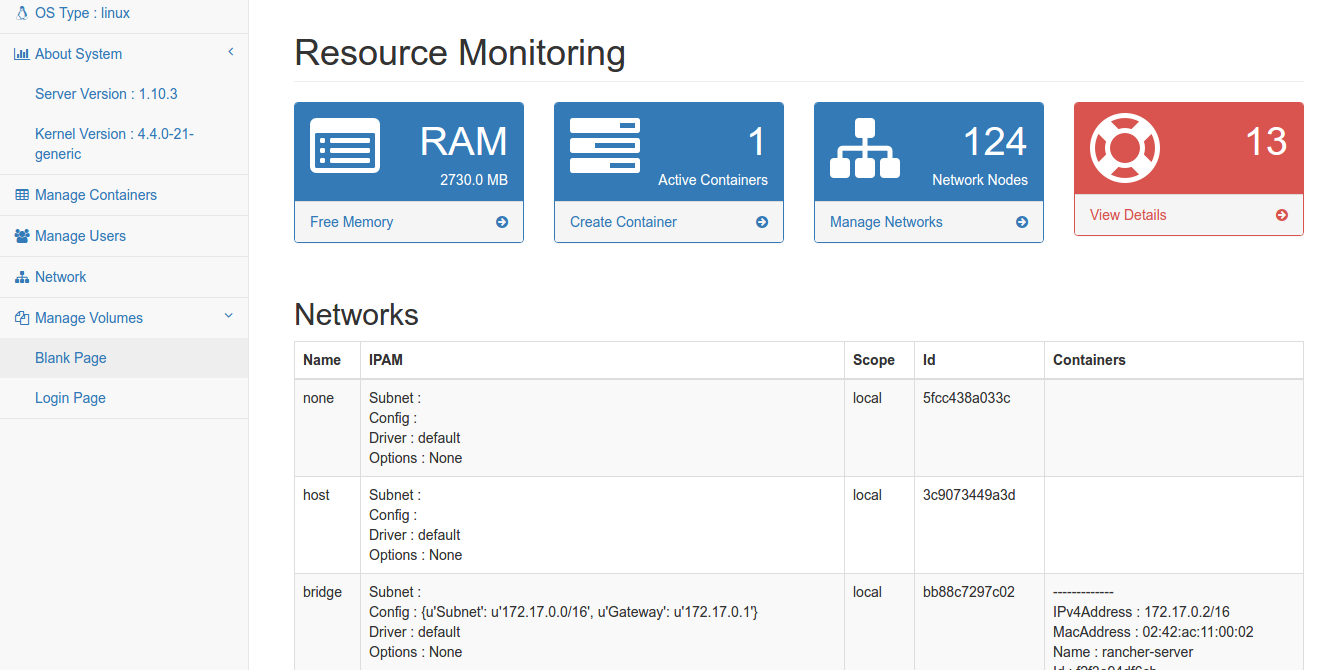 OS Type : linux
About System
Server Version : 1.10.3
Kernel Version : 4.4.0-21-
generic
Manage Containers
Manage Users
Network
Manage Volumes
Blank Page
Login Page
Resource Monitoring
RAM
2730.0 MB
Free Memory
1
Active Containers
Create Container
124
Network Nodes
Manage Networks
13
View Details
Networks
Name IPAM Scope Id Containers
none Subnet : local 5fcc438a033c
Config :
Driver : default
Options : None
host Subnet : local 3c9073449a3d
Config :
Driver : default
Options : None
bridge Subnet : local bb88c7297c02 -------------
Config : {u'Subnet': u'172.17.0.0/16', u'Gateway': u'172.17.0.1'} IPv4Address : 172.17.0.2/16
Driver : default MacAddress : 02:42:ac:11:00:02
Options : None Name : rancher-server